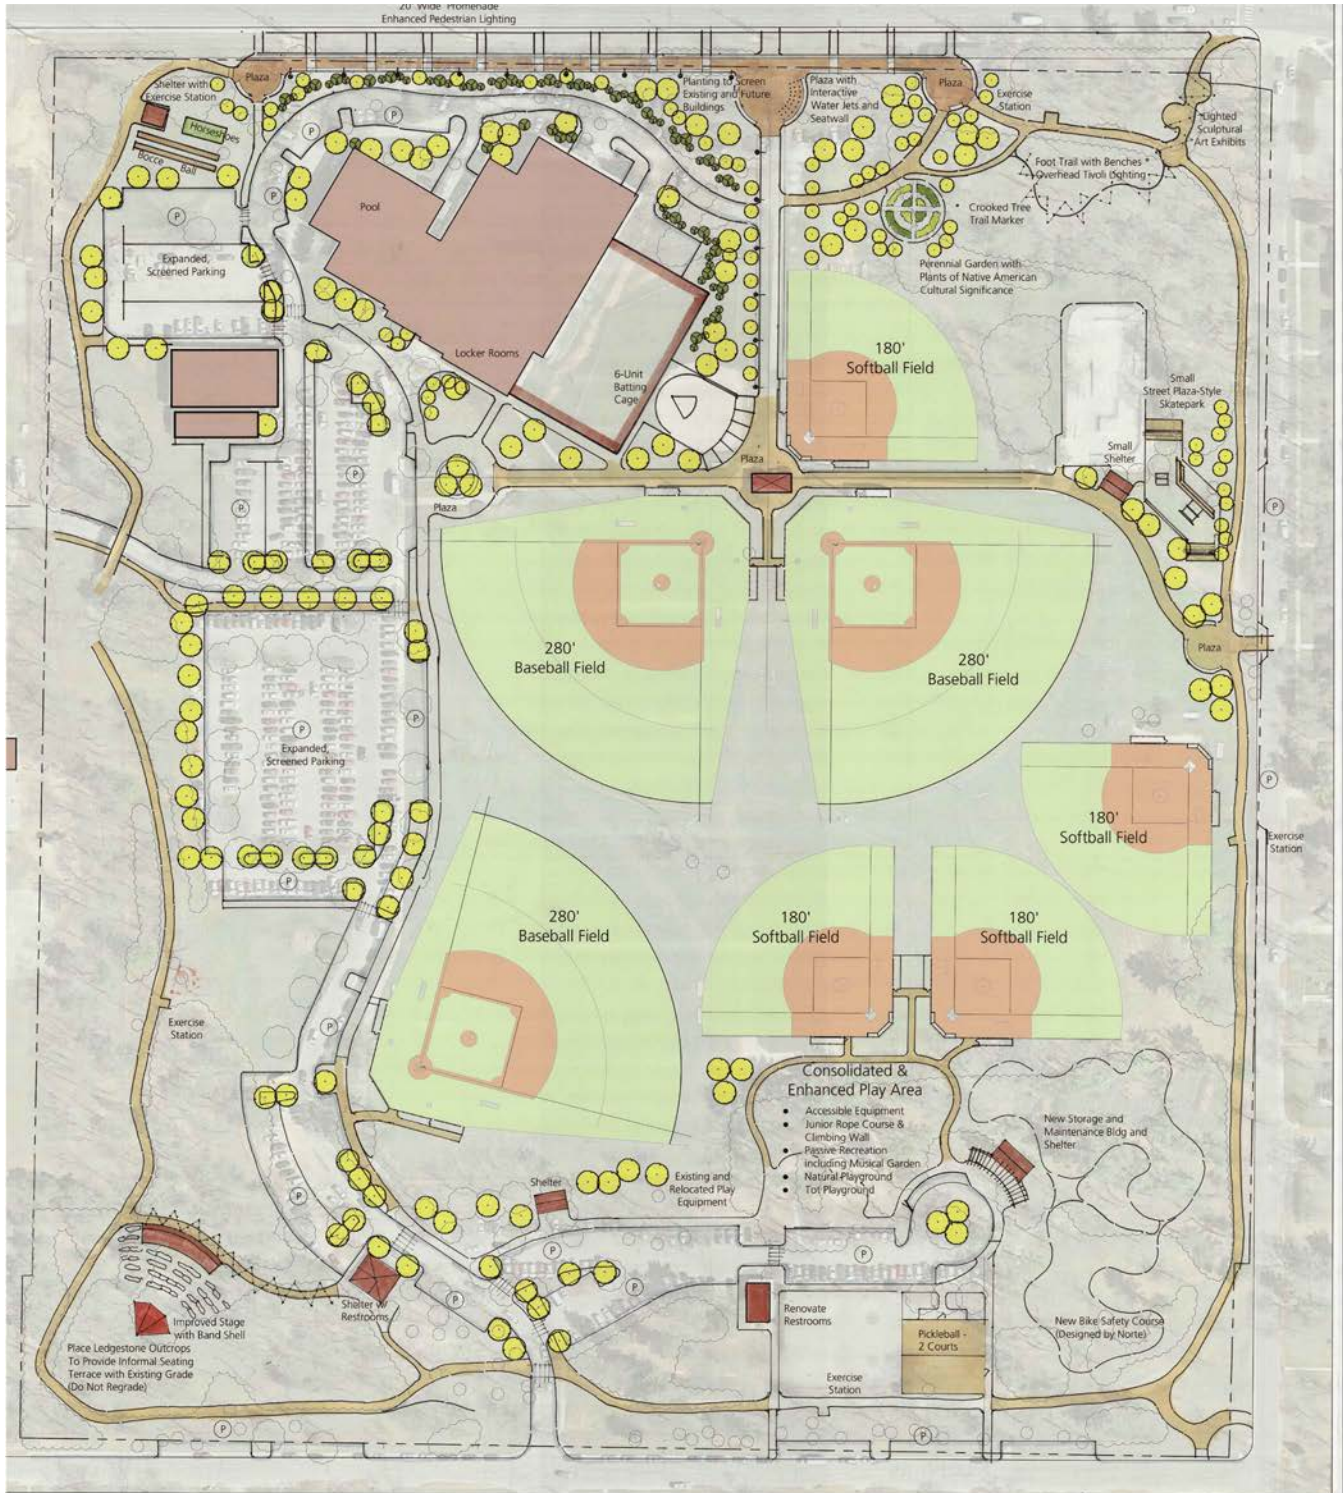 20' Wide Promenade
Enhanced Pedestrian Lighting
Plaza
Shelter with
Exercise Station
Horseshoes
Bocce
Ball
Planting to Screen
Existing and Future
Buildings
Plaza with
Interactive
Water Jets and
Seatwall
Plaza
Exercise
Station
Lighted
Sculptural
Art Exhibits
Foot Trail with Benches *
Overhead Tivoli Lighting
Crooked Tree
Trail Marker
Perennial Garden with
Plants of Native American
Cultural Significance
P
P
P
P
Expanded,
Screened Parking
Pool
Locker Rooms
6-Unit
Batting
Cage
180'
Softball Field
Small
Street Plaza-Style
Skatepark
Small
Shelter
Plaza
Plaza
P
P
P
280'
Baseball Field
280'
Baseball Field
Plaza
P
P
Expanded,
Screened Parking
P
P
180'
Softball Field
Exercise
Station
280'
Baseball Field
180'
Softball Field
180'
Softball Field
Exercise
Station
P
Consolidated &
Enhanced Play Area
• Accessible Equipment
• Junior Rope Course &
Climbing Wall
• Passive Recreation
including Musical Garden
• Natural Playground
• Tot Playground
New Storage and
Maintenance Bldg and
Shelter
Shelter
Existing and
Relocated Play
Equipment
P
P
P
P
P
Shelter w/
Restrooms
Improved Stage
with Band Shell
Place Ledgestone Outcrops
To Provide Informal Seating
Terrace with Existing Grade
(Do Not Regrade)
Renovate
Restrooms
Pickleball -
2 Courts
New Bike Safety Course
(Designed by Norte)
Exercise
Station
P
P